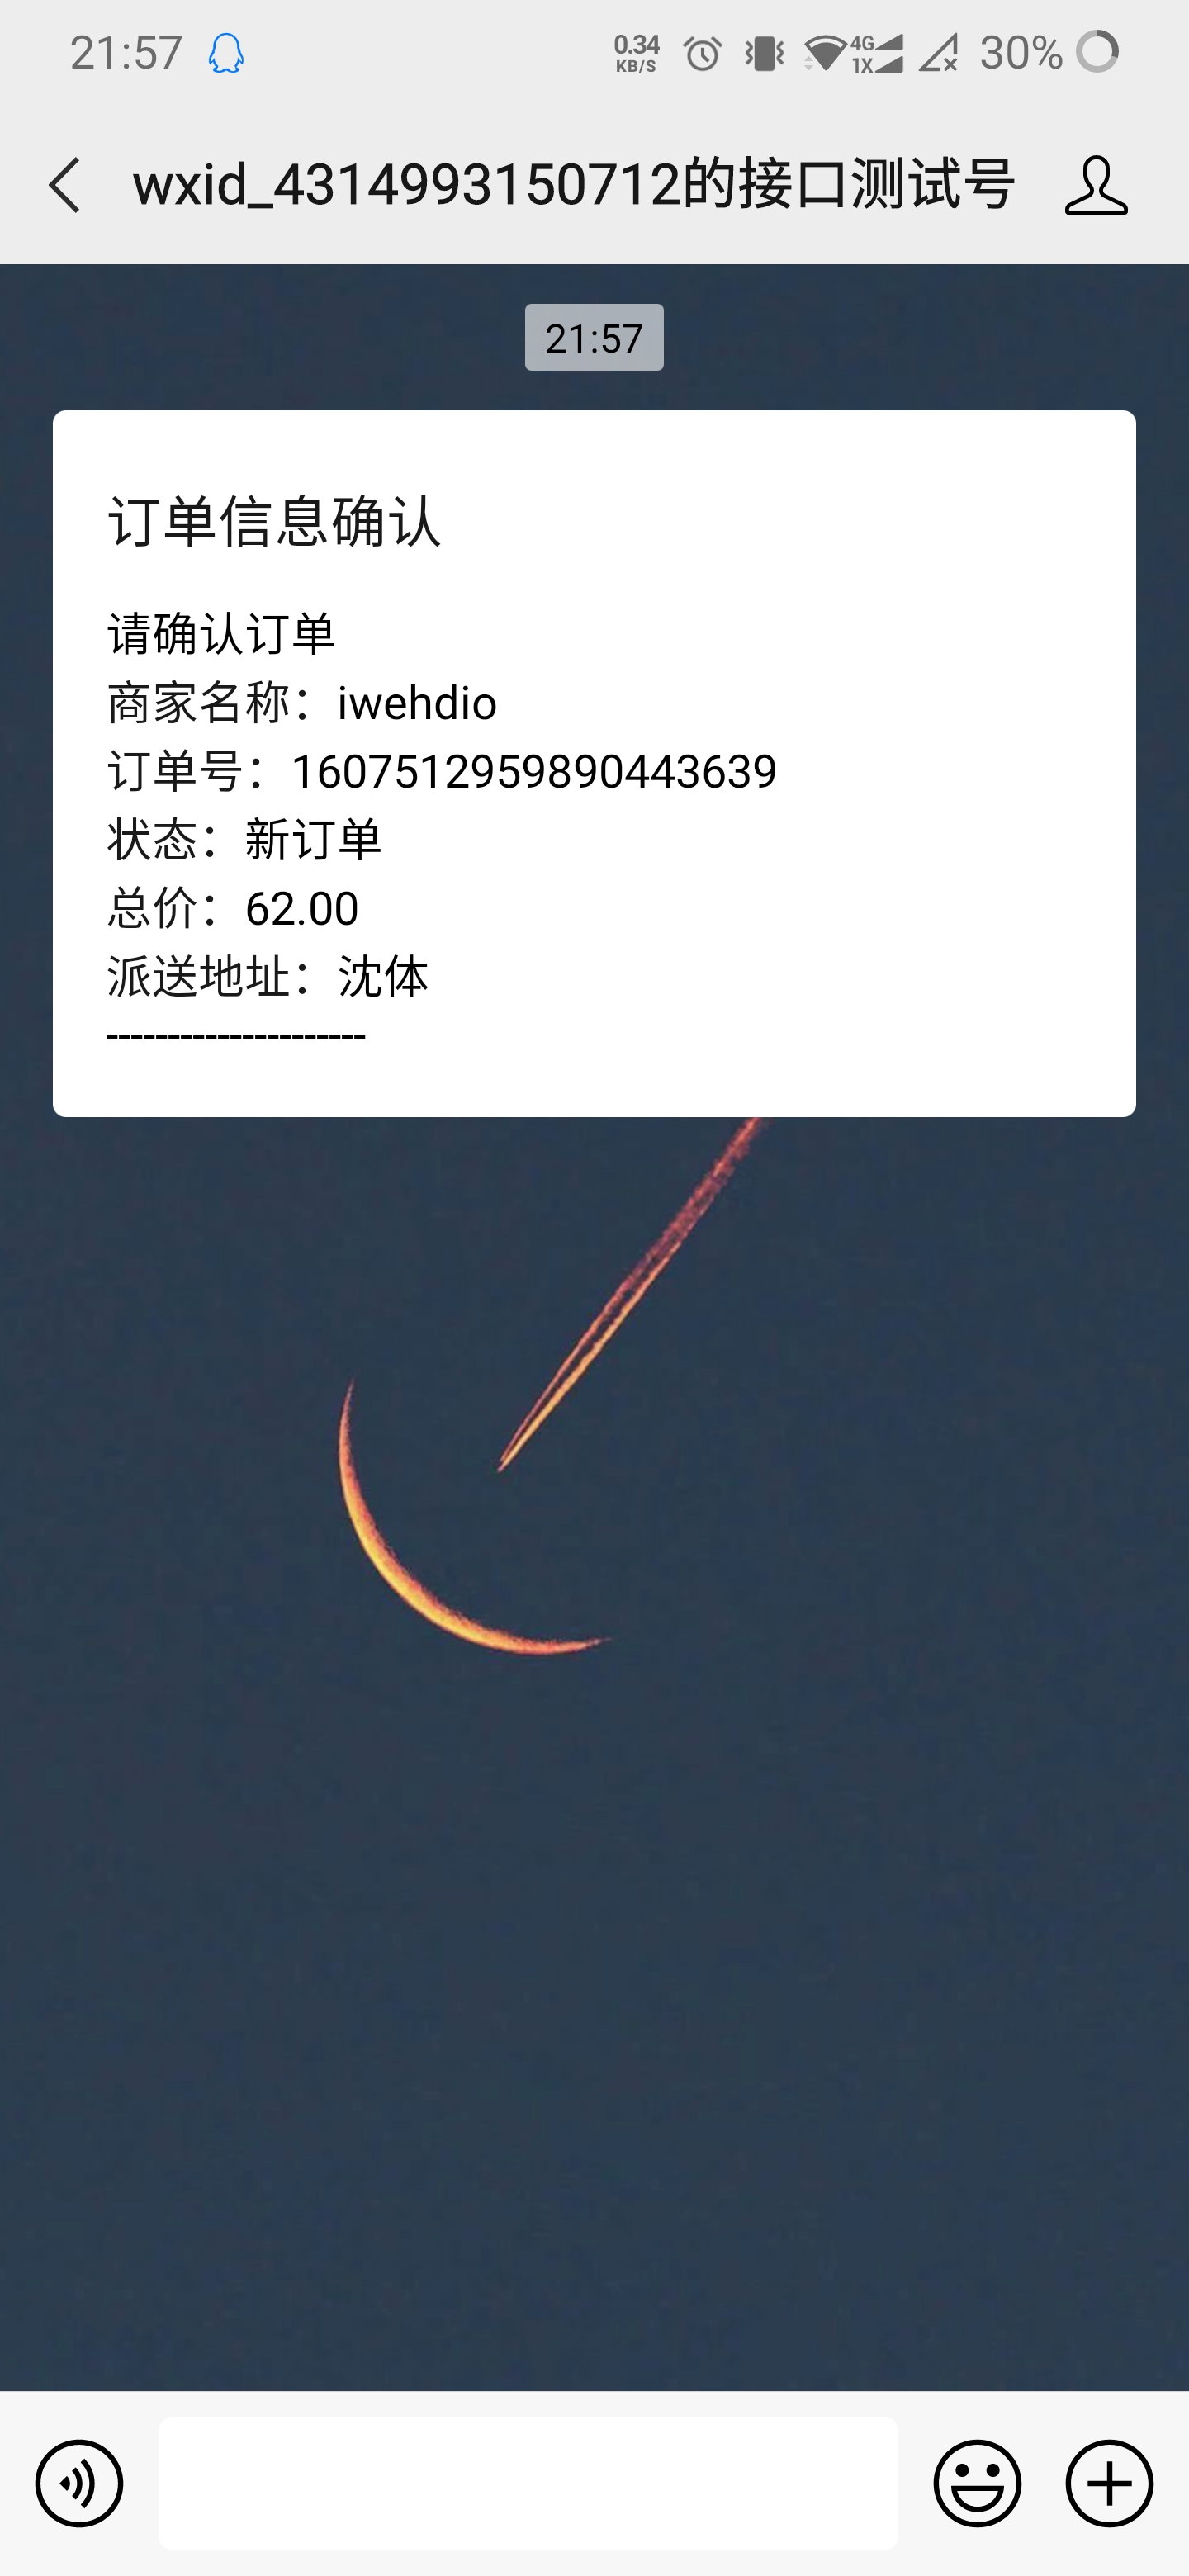 21:57
0.34
KB/S
4G
1X
30%
wxid_4314993150712的接口测试号
21:57
订单信息确认
请确认订单
商家名称：iwehdio
订单号：1607512959890443639
状态：新订单
总价：62.00
派送地址：沈体
---------------------